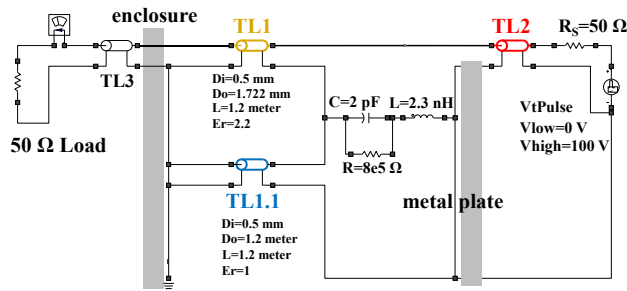 enclosure
TL1
TL2
R_S=50 Ω
TL3
Di=0.5 mm
Do=1.722 mm
L=1.2 meter
Er=2.2
C=2 pF
L=2.3 nH
VtPulse
Vlow=0 V
Vhigh=100 V
50 Ω Load
R=8e5 Ω
TL1.1
metal plate
Di=0.5 mm
Do=1.2 meter
L=1.2 meter
Er=1